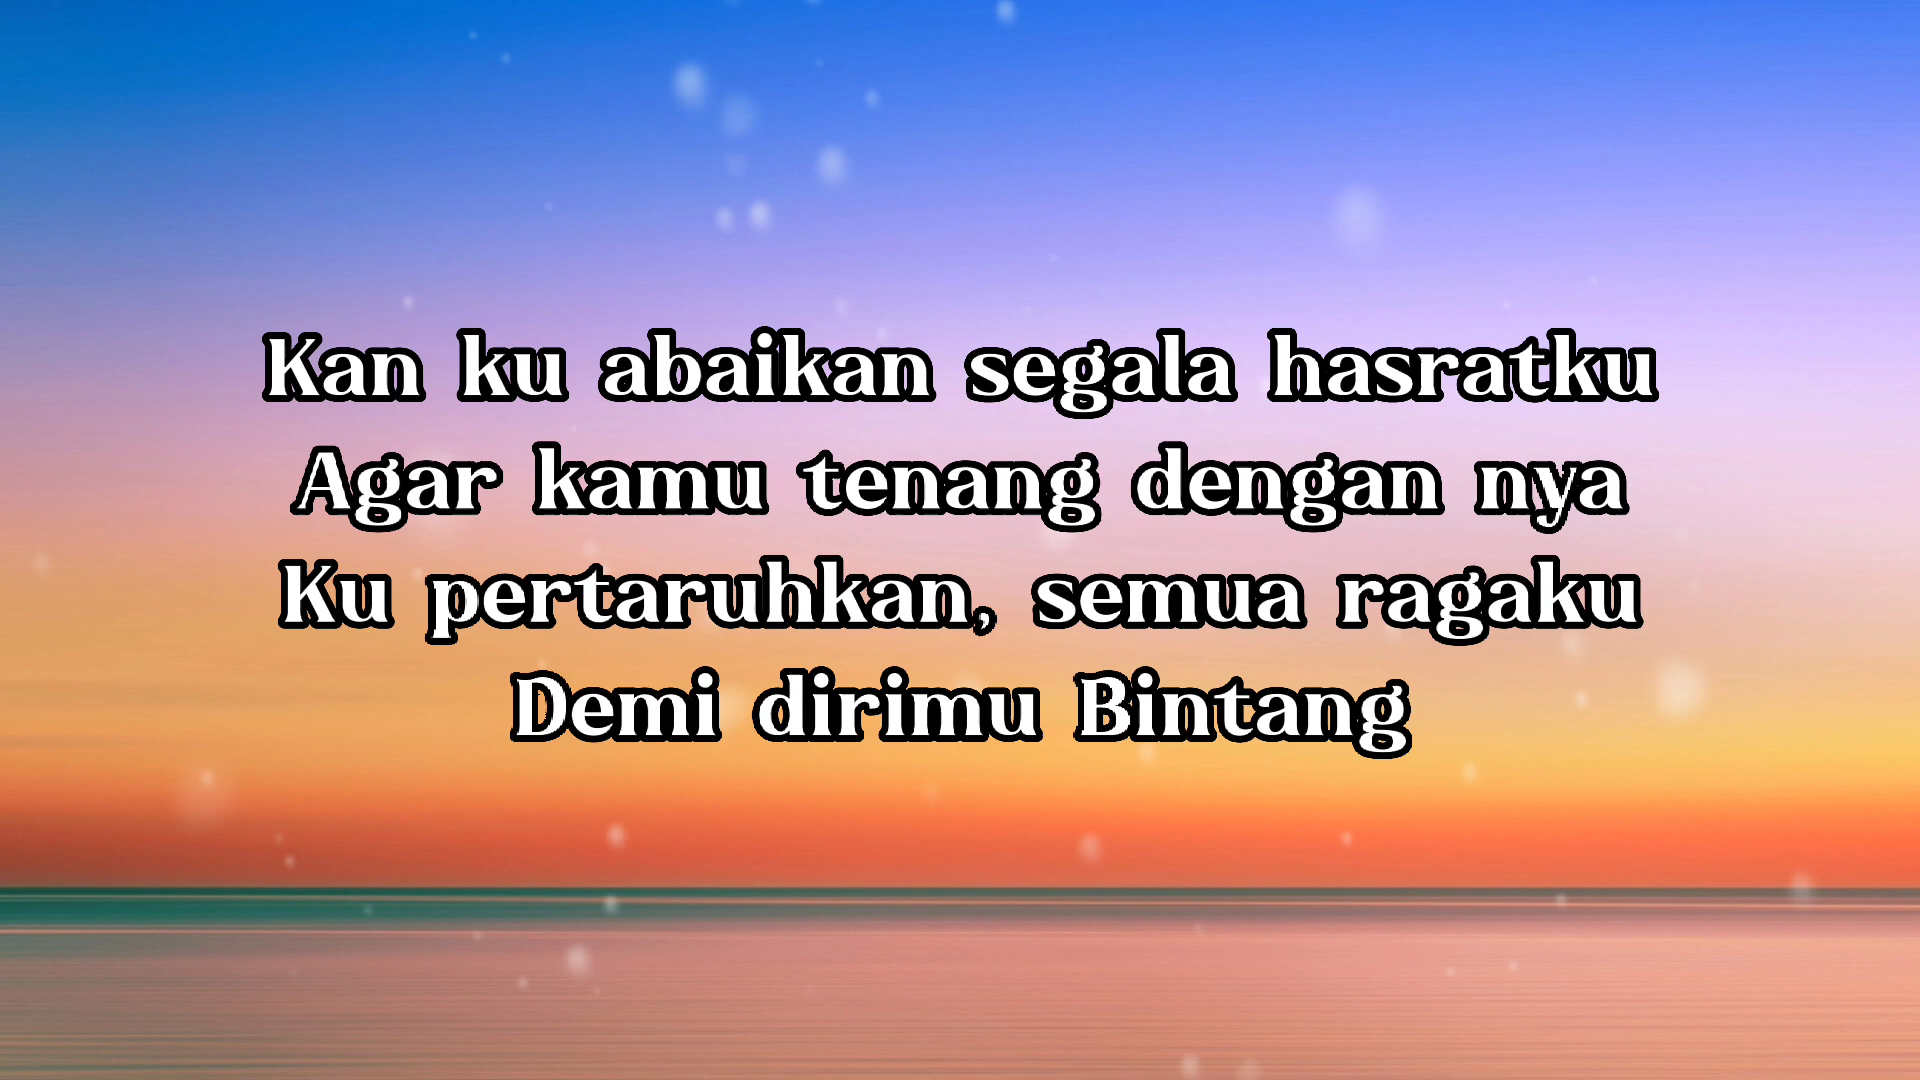 Kan ku abaikan segala hasratku
Agar kamu tenang dengan nya
Ku pertaruhkan, semua ragaku
Demi dirimu Bintang